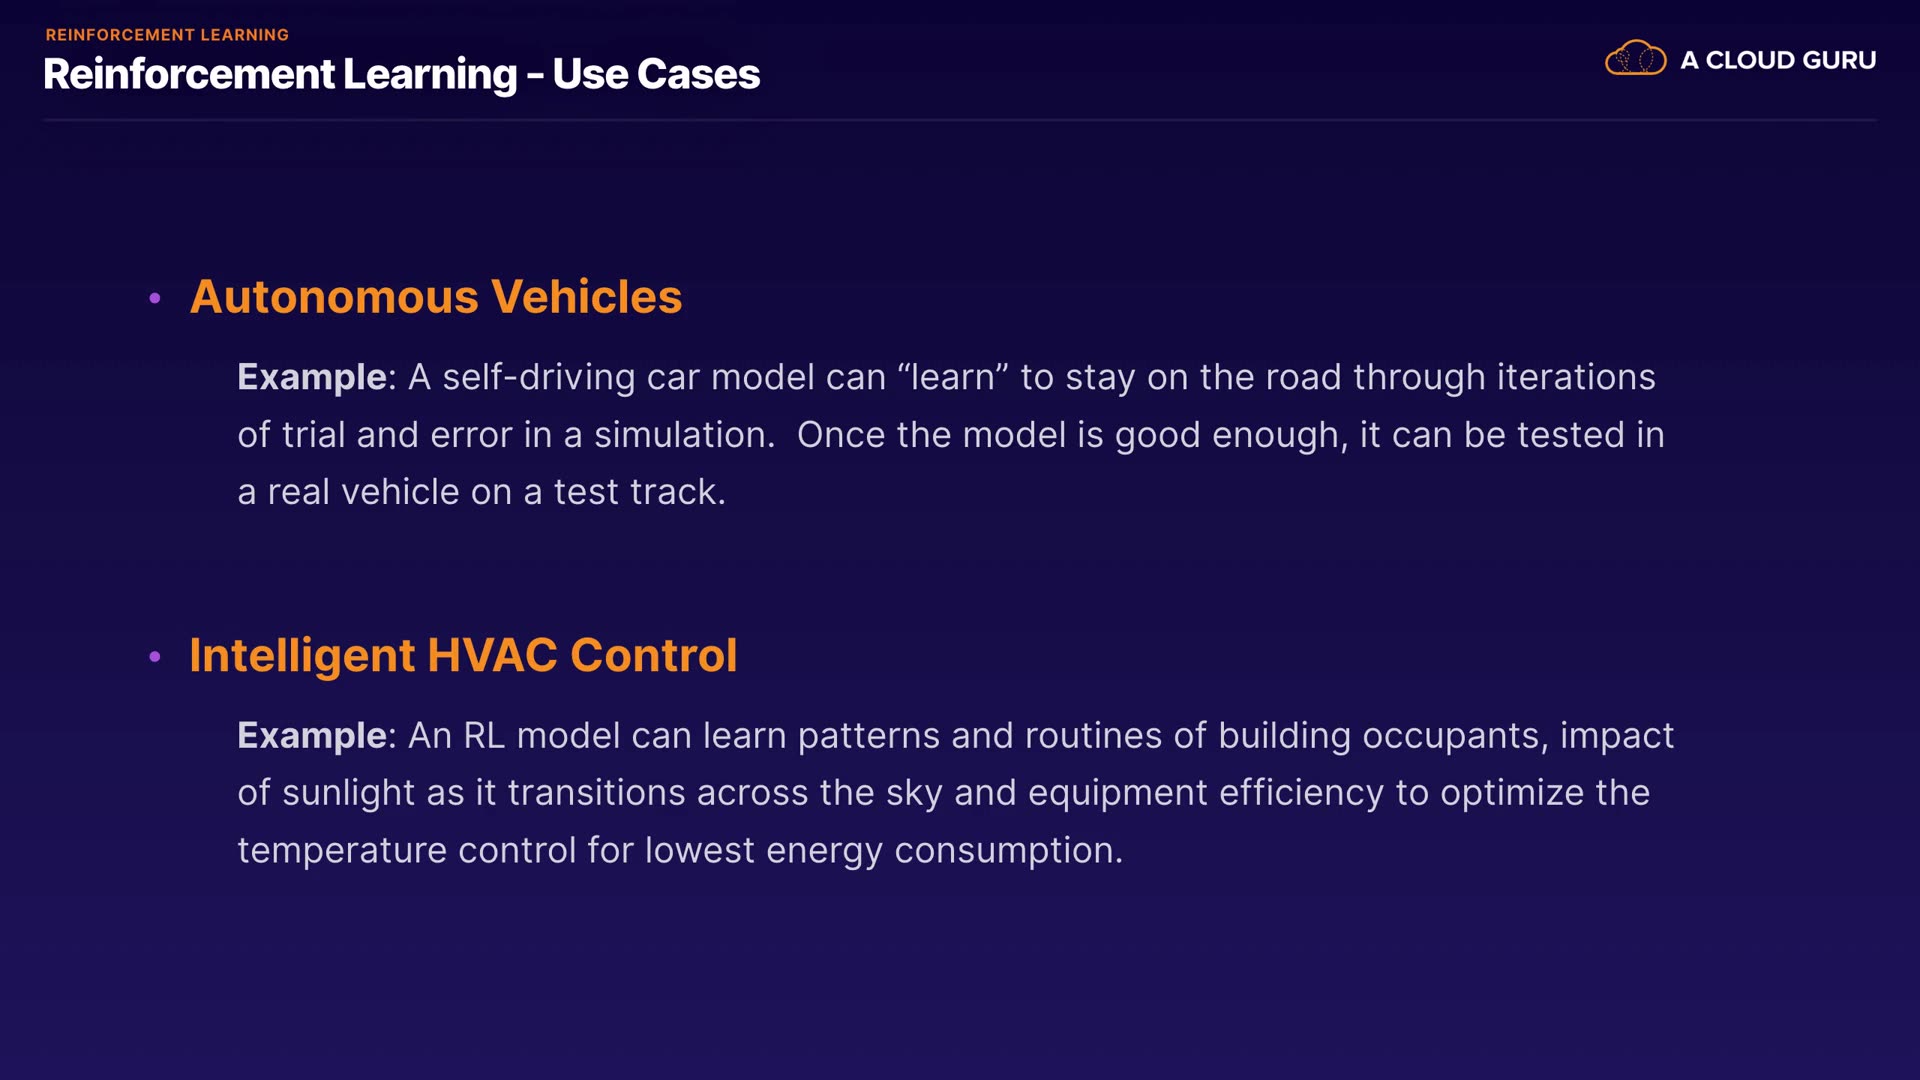 REINFORCEMENT LEARNING
Reinforcement Learning - Use Cases
A CLOUD GURU
• Autonomous Vehicles
Example: A self-driving car model can “learn” to stay on the road through iterations
of trial and error in a simulation.  Once the model is good enough, it can be tested in
a real vehicle on a test track.
• Intelligent HVAC Control
Example: An RL model can learn patterns and routines of building occupants, impact
of sunlight as it transitions across the sky and equipment efficiency to optimize the
temperature control for lowest energy consumption.